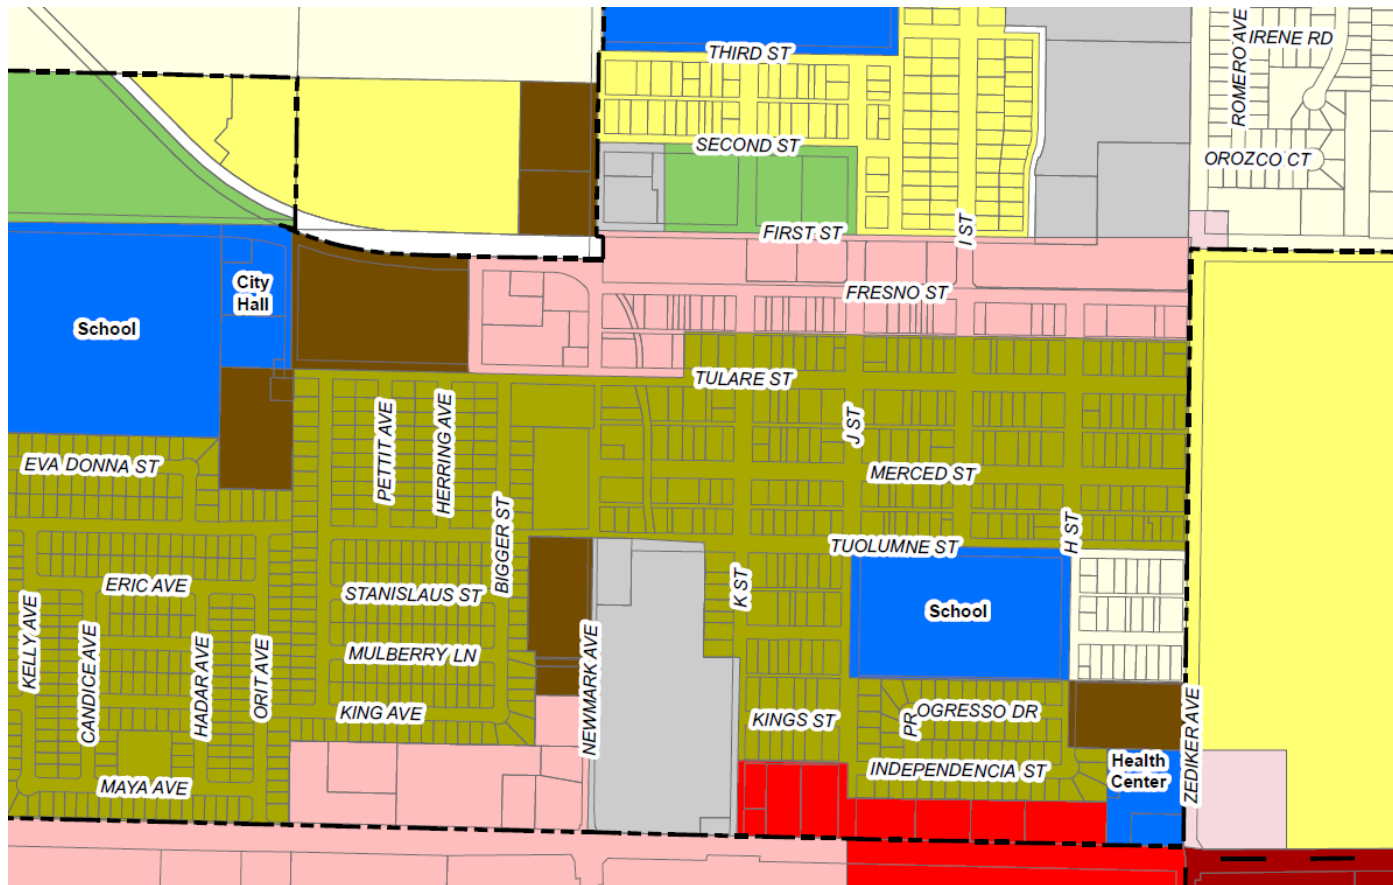 THIRD ST
IRENE RD
ROMERO AVE
SECOND ST
OROZCO CT
FIRST ST
I ST
City
Hall
FRESNO ST
School
TULARE ST
PETTIT AVE
HERRING AVE
J ST
EVA DONNA ST
MERCED ST
BIGGER ST
H ST
TUOLUMNE ST
ERIC AVE
STANISLAUS ST
K ST
School
KELLY AVE
CANDICE AVE
HADAR AVE
ORIT AVE
MULBERRY LN
NEWMARK AVE
KING AVE
KINGS ST
PROGRESSO DR
ZEDIKER AVE
INDEPENDENCIA ST
Health
Center
MAYA AVE